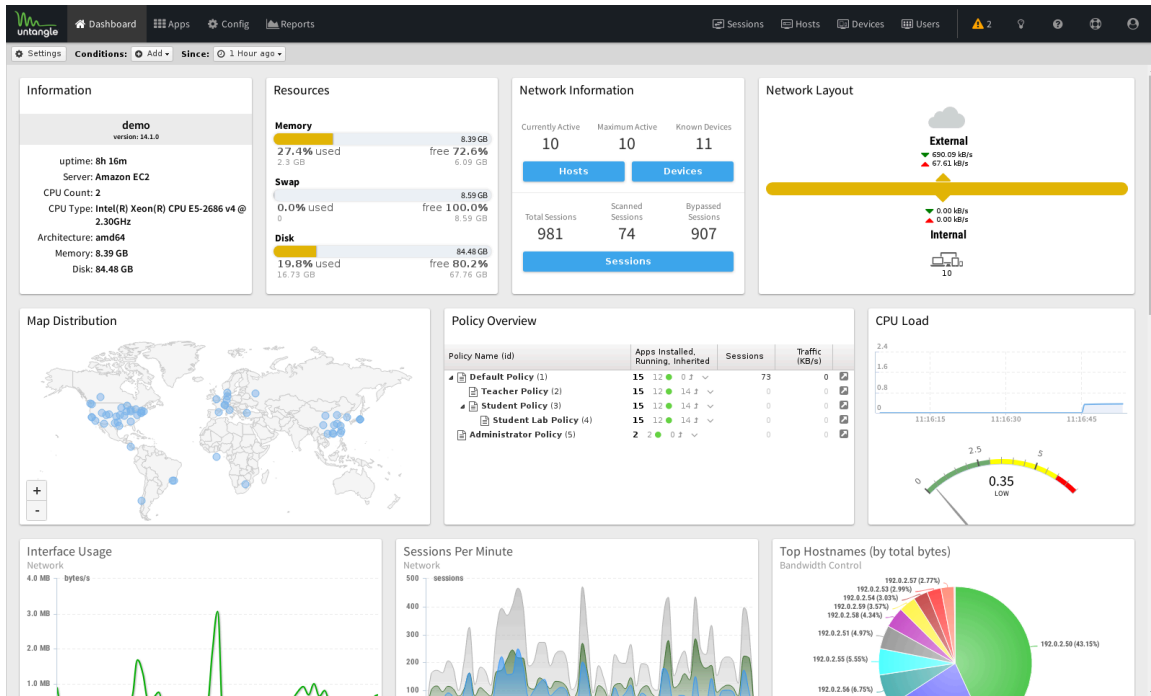 untangle
Dashboard Apps Config Reports Sessions Hosts Devices Users 2
Settings Conditions: Add Since: 1 Hour ago
Information
demo
version: 14.1.0
uptime: 8h 16m
Server: Amazon EC2
CPU Count: 2
CPU Type: Intel(R) Xeon(R) CPU E5-2686 v4 @
2.30GHz
Architecture: amd64
Memory: 8.39 GB
Disk: 84.48 GB
Resources
Memory
8.39 GB
27.4% used free 72.6%
2.3 GB 6.09 GB
Swap
8.59 GB
0.0% used free 100.0%
0 8.59 GB
Disk
84.48 GB
19.8% used free 80.2%
16.73 GB 67.76 GB
Network Information
Currently Active Maximum Active Known Devices
10 10 11
Hosts Devices
Total Sessions Scanned Sessions Bypassed Sessions
981 74 907
Sessions
Network Layout
External
690.09 kB/s
67.61 kB/s
0.00 kB/s
0.00 kB/s
Internal
10
Map Distribution
+
-
Policy Overview
Policy Name (id) Apps Installed, Running, Inherited Sessions Traffic (KB/s)
Default Policy (1) 15 12 0 73 0
Teacher Policy (2) 15 12 14 0 0
Student Policy (3) 15 12 14 0 0
Student Lab Policy (4) 15 12 14 0 0
Administrator Policy (5) 2 2 0 0 0
CPU Load
2.4
1.6
0.8
0
11:16:15 11:16:30 11:16:45
0 2.5 5
0.35
LOW
Interface Usage
Network
4.0 MB bytes/s
3.0 MB
2.0 MB
1.0 MB
Sessions Per Minute
Network
500 sessions
400
300
200
100
Top Hostnames (by total bytes)
Bandwidth Control
192.0.2.57 (2.77%)
192.0.2.53 (2.99%)
192.0.2.54 (3.03%)
192.0.2.59 (3.57%)
192.0.2.58 (4.34%)
192.0.2.51 (4.97%)
192.0.2.50 (43.15%)
192.0.2.55 (5.55%)
192.0.2.56 (6.75%)